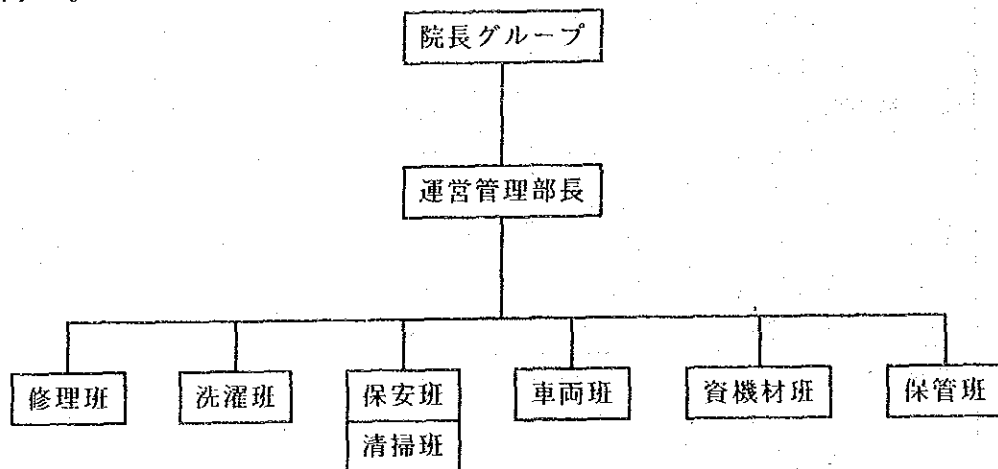 院長グループ
運営管理部長
修理班
洗濯班
保安班
清掃班
車両班
資機材班
保管班